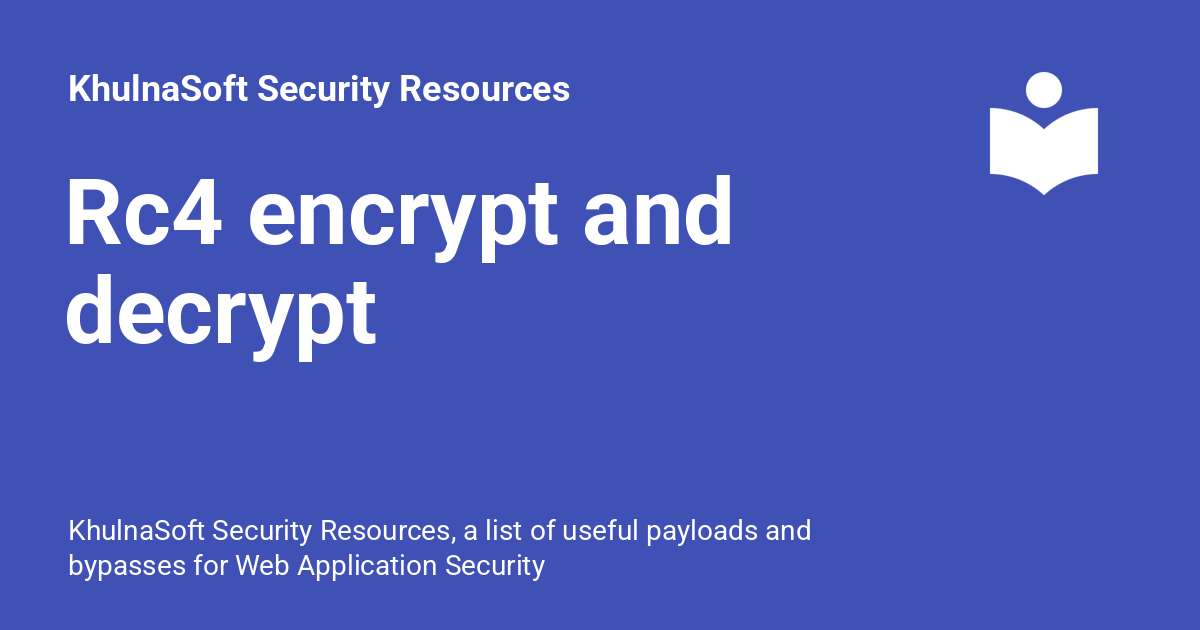 KhulnaSoft Security Resources
Rc4 encrypt and
decrypt
KhulnaSoft Security Resources, a list of useful payloads and
bypasses for Web Application Security